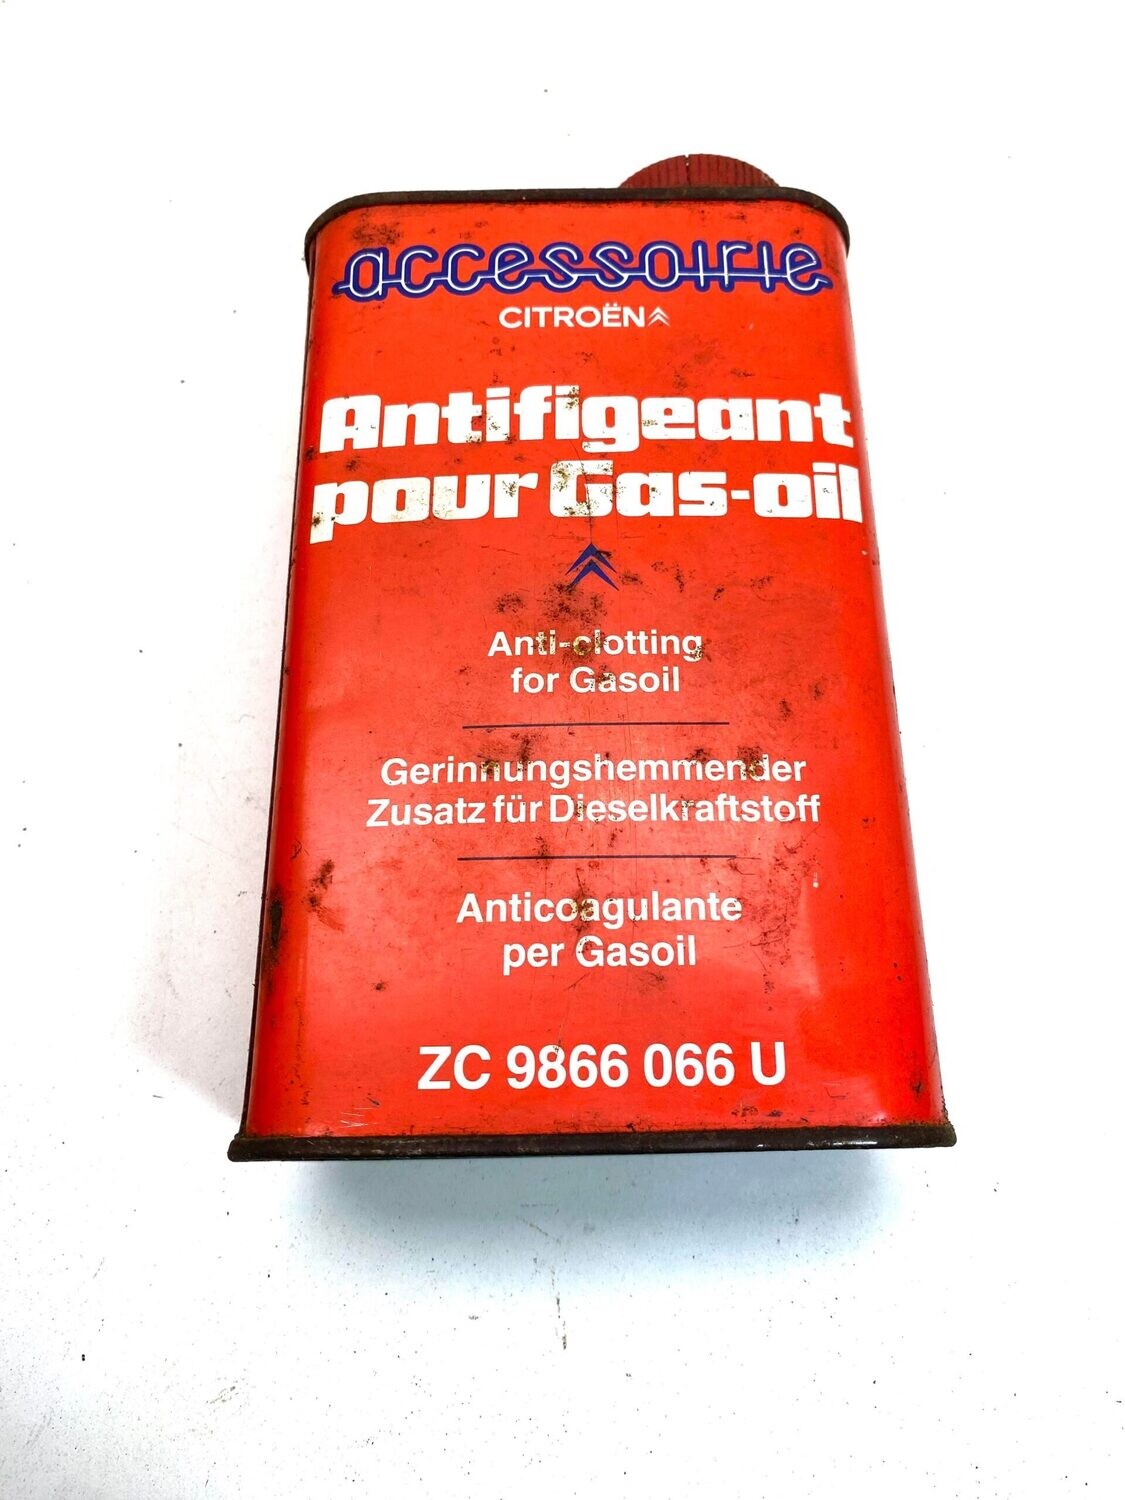 accessoirie
CITROËN
Antifigeant
pour Gas-oil
Anti-clotting
for Gasoil
Gerinnungshemmender
Zusatz für Dieselkraftstoff
Anticoagulante
per Gasoil
ZC 9866 066 U